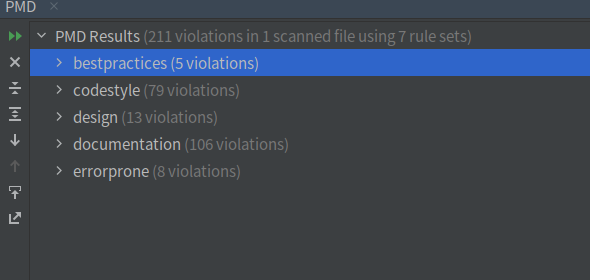 PMD
PMD Results (211 violations in 1 scanned file using 7 rule sets)
bestpractices (5 violations)
codestyle (79 violations)
design (13 violations)
documentation (106 violations)
errorprone (8 violations)